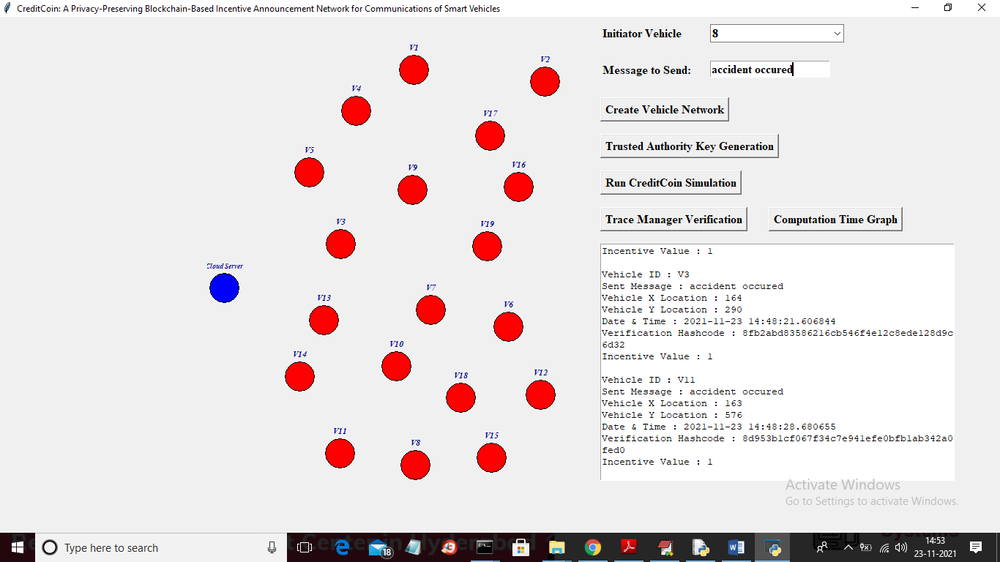 CreditCoin: A Privacy-Preserving Blockchain-Based Incentive Announcement Network for Communications of Smart Vehicles
Initiator Vehicle
8
Message to Send:
accident occured
Create Vehicle Network
Trusted Authority Key Generation
Run CreditCoin Simulation
Trace Manager Verification
Computation Time Graph
V1
V2
V4
V17
V5
V9
V16
V3
V19
Cloud Server
V13
V7
V6
V14
V10
V18
V12
V11
V8
V15
Incentive Value : 1
Vehicle ID : V3
Sent Message : accident occured
Vehicle X Location : 164
Vehicle Y Location : 290
Date & Time : 2021-11-23 14:48:21.606844
Verification Hashcode : 8fb2abd83586216cb546f4e12c8ede128d9c
6d32
Incentive Value : 1
Vehicle ID : V11
Sent Message : accident occured
Vehicle X Location : 163
Vehicle Y Location : 576
Date & Time : 2021-11-23 14:48:28.680655
Verification Hashcode : 8d953b1cf067f34c7e941efe0bfb1ab342a0
fed0
Incentive Value : 1
Activate Windows
Go to Settings to activate Windows.
Type here to search
18
14:53
23-11-2021